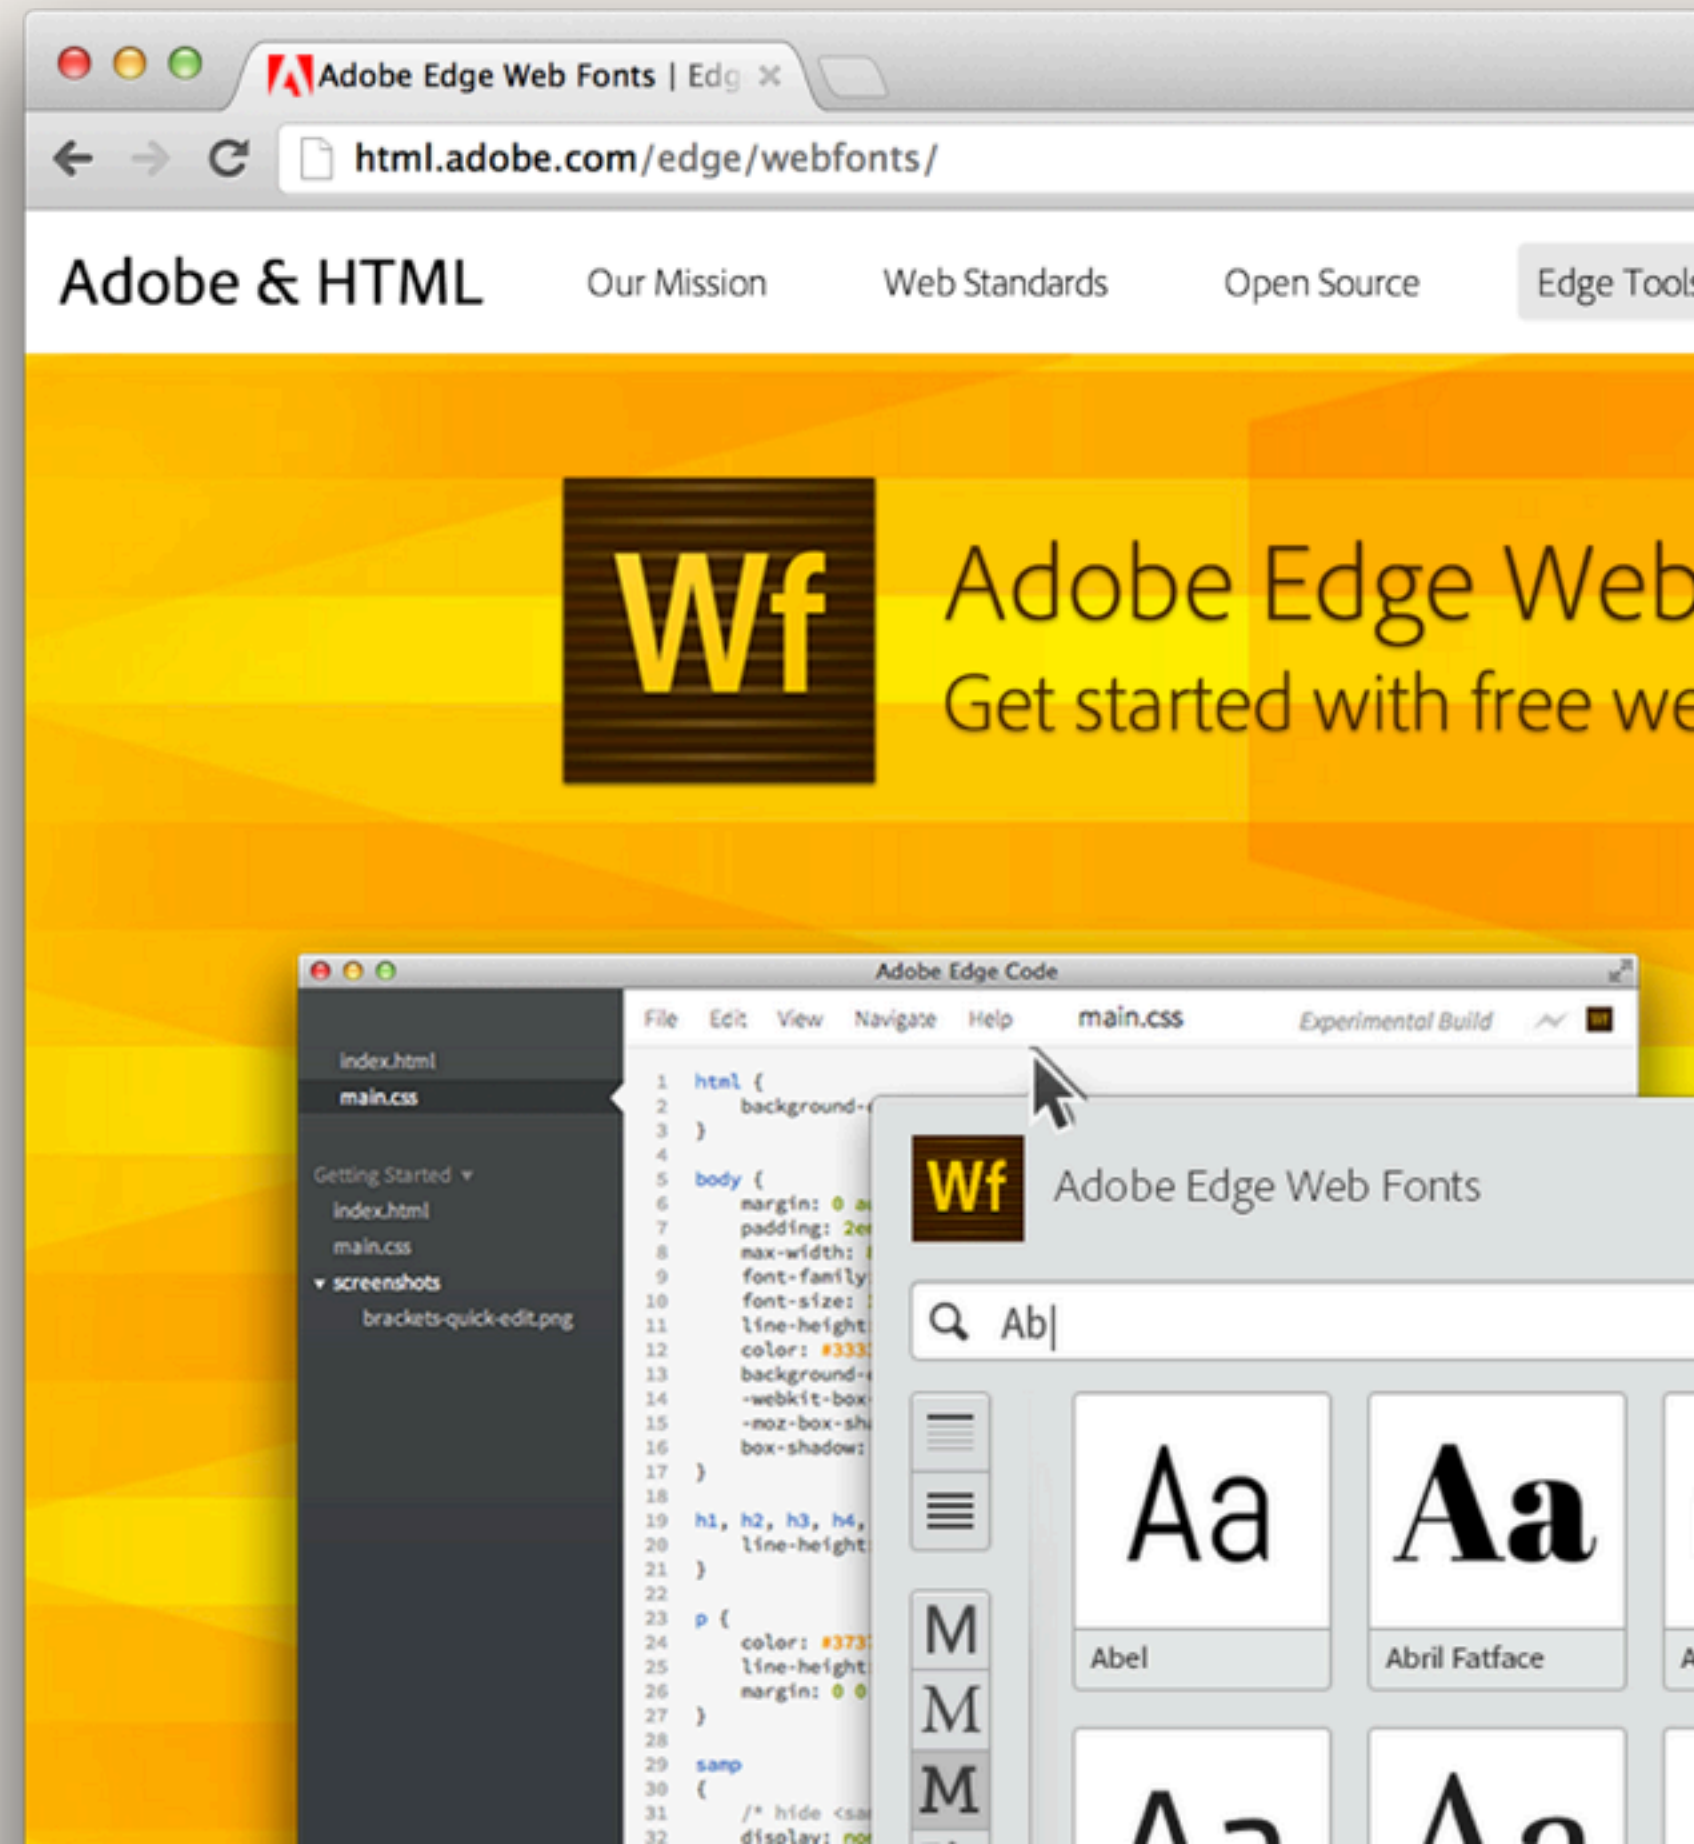 Adobe Edge Web Fonts | Edg
html.adobe.com/edge/webfonts/
Adobe & HTML Our Mission Web Standards Open Source Edge Tools
Wf
Adobe Edge Web
Get started with free we
Adobe Edge Code
File Edit View Navigate Help main.css Experimental Build
index.html
main.css
Getting Started
index.html
main.css
screenshots
brackets-quick-edit.png
1 html {
2 background-
3 }
4
5 body {
6 margin: 0 au
7 padding: 2em
8 max-width:
9 font-family:
10 font-size:
11 line-height:
12 color: #333
13 background-
14 -webkit-box-
15 -moz-box-sha
16 box-shadow:
17 }
18
19 h1, h2, h3, h4,
20 line-height:
21 }
22
23 p {
24 color: #373
25 line-height:
26 margin: 0 0
27 }
28
29 samp
30 {
31 /* hide <sam
32 display: non
Wf Adobe Edge Web Fonts
Ab
Aa Aa
Abel Abril Fatface A
M
M
M
Aa Aa